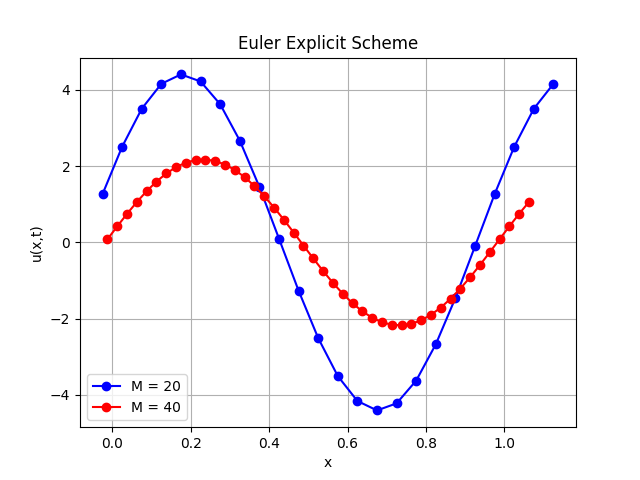 Euler Explicit Scheme
u(x,t)
4
2
0
−2
−4
M = 20
M = 40
0.0 0.2 0.4 0.6 0.8 1.0
x